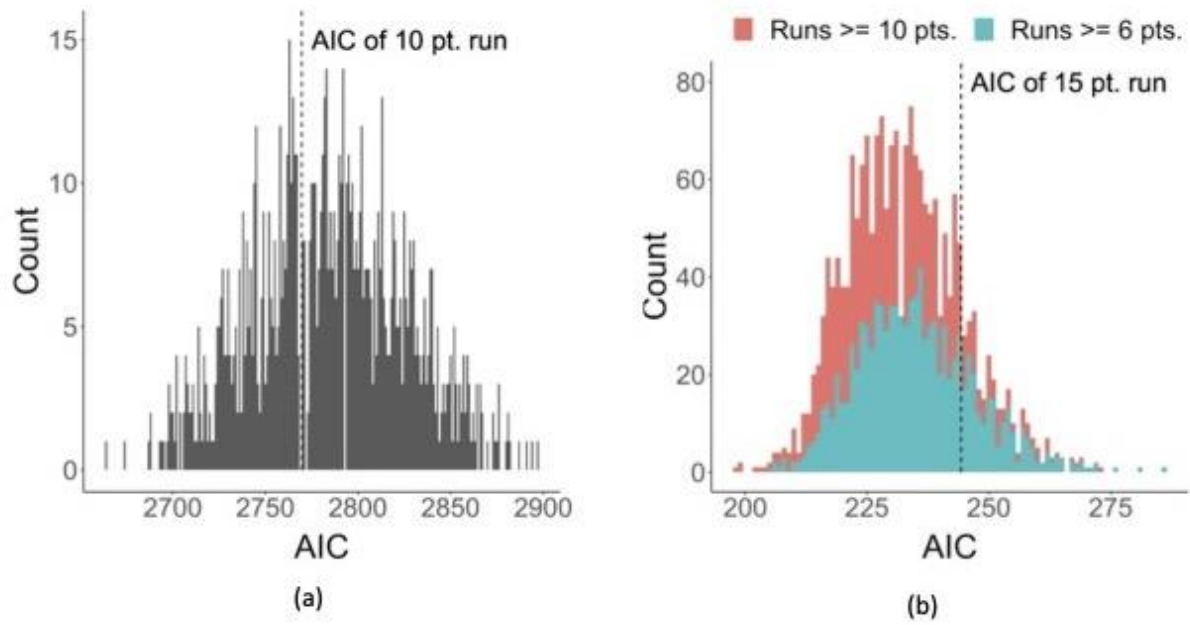 AIC of 10 pt. run
15
10
5
0
Count
2700 2750 2800 2850 2900
AIC
(a)
Runs >= 10 pts. Runs >= 6 pts.
AIC of 15 pt. run
80
60
40
20
0
Count
200 225 250 275
AIC
(b)